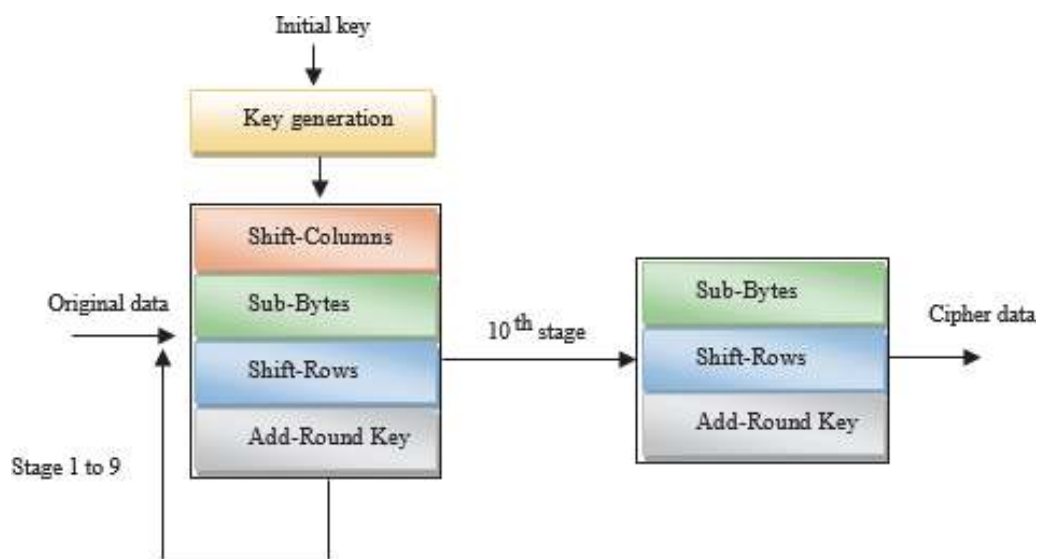 Initial key
Key generation
Shift-Columns
Sub-Bytes
Shift-Rows
Add-Round Key
Original data
Stage 1 to 9
10th stage
Sub-Bytes
Shift-Rows
Add-Round Key
Cipher data